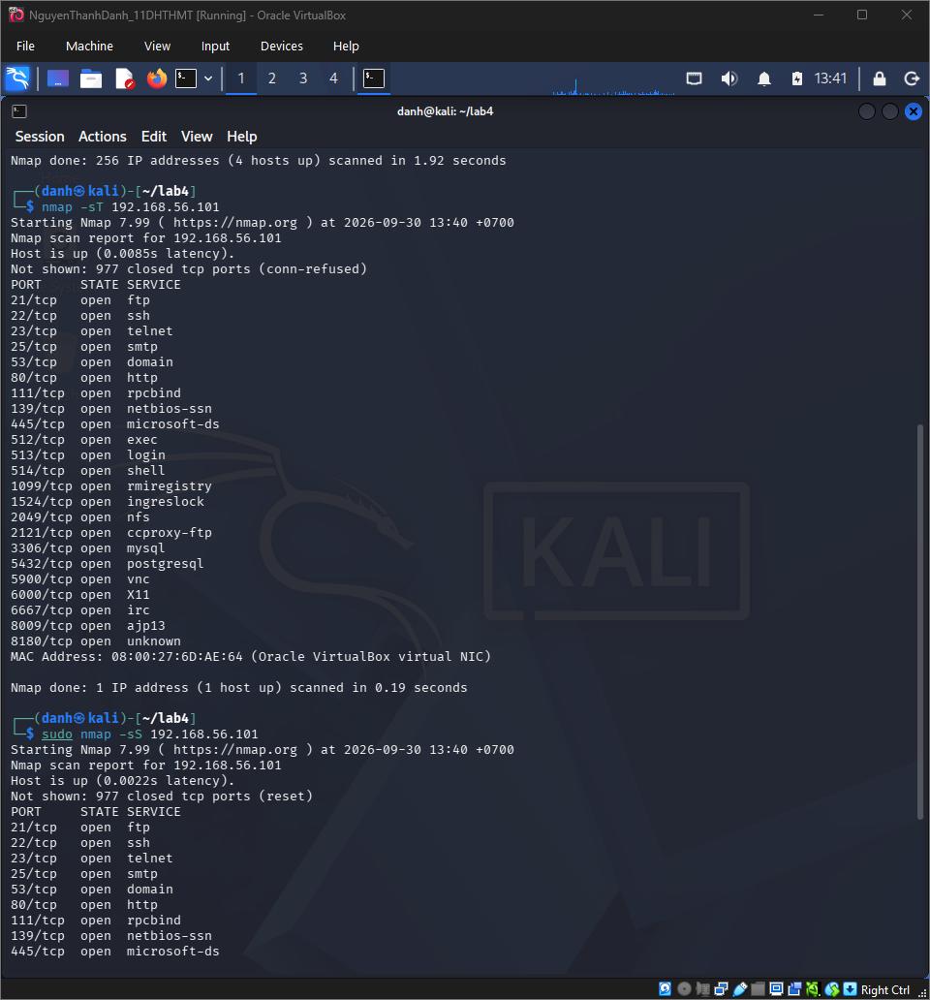 NguyenThanhDanh_11DHTHMT [Running] - Oracle VirtualBox
File Machine View Input Devices Help
1 2 3 4 13:41
danh@kali: ~/lab4
Session Actions Edit View Help
Nmap done: 256 IP addresses (4 hosts up) scanned in 1.92 seconds
┌──(danh㉿kali)-[~/lab4]
└─$ nmap -sT 192.168.56.101
Starting Nmap 7.99 ( https://nmap.org ) at 2026-09-30 13:40 +0700
Nmap scan report for 192.168.56.101
Host is up (0.0085s latency).
Not shown: 977 closed tcp ports (conn-refused)
PORT     STATE SERVICE
21/tcp   open  ftp
22/tcp   open  ssh
23/tcp   open  telnet
25/tcp   open  smtp
53/tcp   open  domain
80/tcp   open  http
111/tcp  open  rpcbind
139/tcp  open  netbios-ssn
445/tcp  open  microsoft-ds
512/tcp  open  exec
513/tcp  open  login
514/tcp  open  shell
1099/tcp open  rmiregistry
1524/tcp open  ingreslock
2049/tcp open  nfs
2121/tcp open  ccproxy-ftp
3306/tcp open  mysql
5432/tcp open  postgresql
5900/tcp open  vnc
6000/tcp open  X11
6667/tcp open  irc
8009/tcp open  ajp13
8180/tcp open  unknown
MAC Address: 08:00:27:6D:AE:64 (Oracle VirtualBox virtual NIC)
Nmap done: 1 IP address (1 host up) scanned in 0.19 seconds
┌──(danh㉿kali)-[~/lab4]
└─$ sudo nmap -sS 192.168.56.101
Starting Nmap 7.99 ( https://nmap.org ) at 2026-09-30 13:40 +0700
Nmap scan report for 192.168.56.101
Host is up (0.0022s latency).
Not shown: 977 closed tcp ports (reset)
PORT     STATE SERVICE
21/tcp   open  ftp
22/tcp   open  ssh
23/tcp   open  telnet
25/tcp   open  smtp
53/tcp   open  domain
80/tcp   open  http
111/tcp  open  rpcbind
139/tcp  open  netbios-ssn
445/tcp  open  microsoft-ds
KALI
Right Ctrl